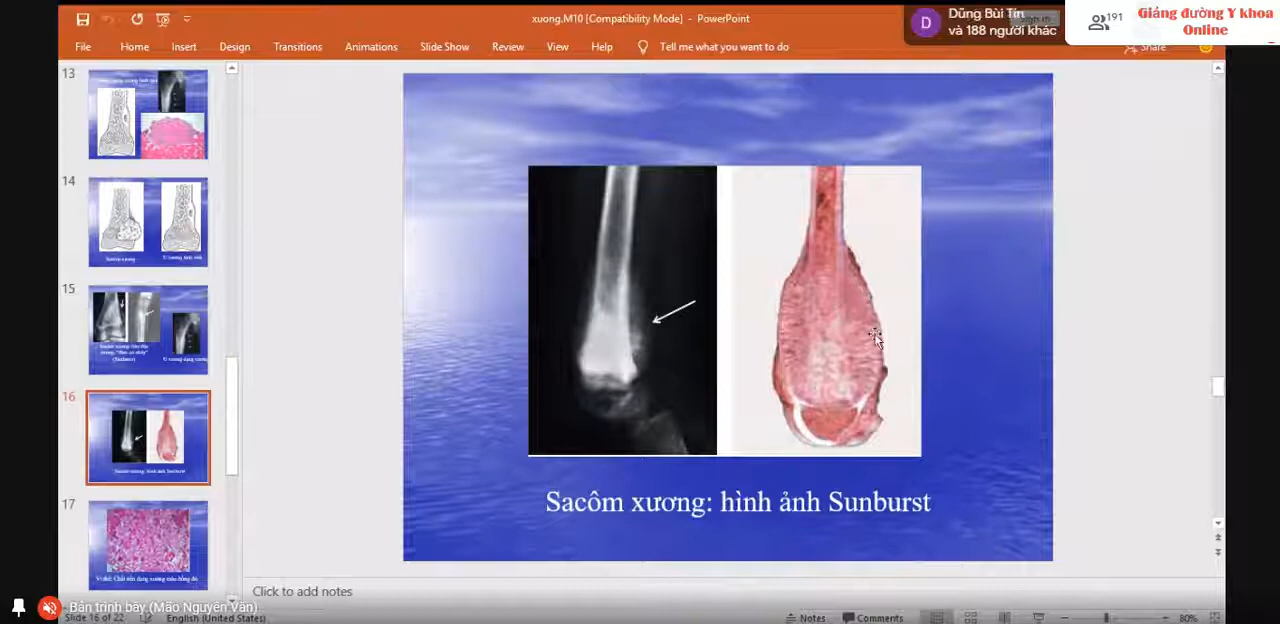 xuong.M10 [Compatibility Mode] - PowerPoint
Dũng Bùi Tín
và 188 người khác
191
Giảng đường Y khoa
Online
File Home Insert Design Transitions Animations Slide Show Review View Help Tell me what you want to do
Share
13
14
15
16
17
Sacôm xương: hình ảnh Sunburst
Click to add notes
Bản trình bày (Mão Nguyễn Văn)
Slide 16 of 22 English (United States)
Notes Comments 80%